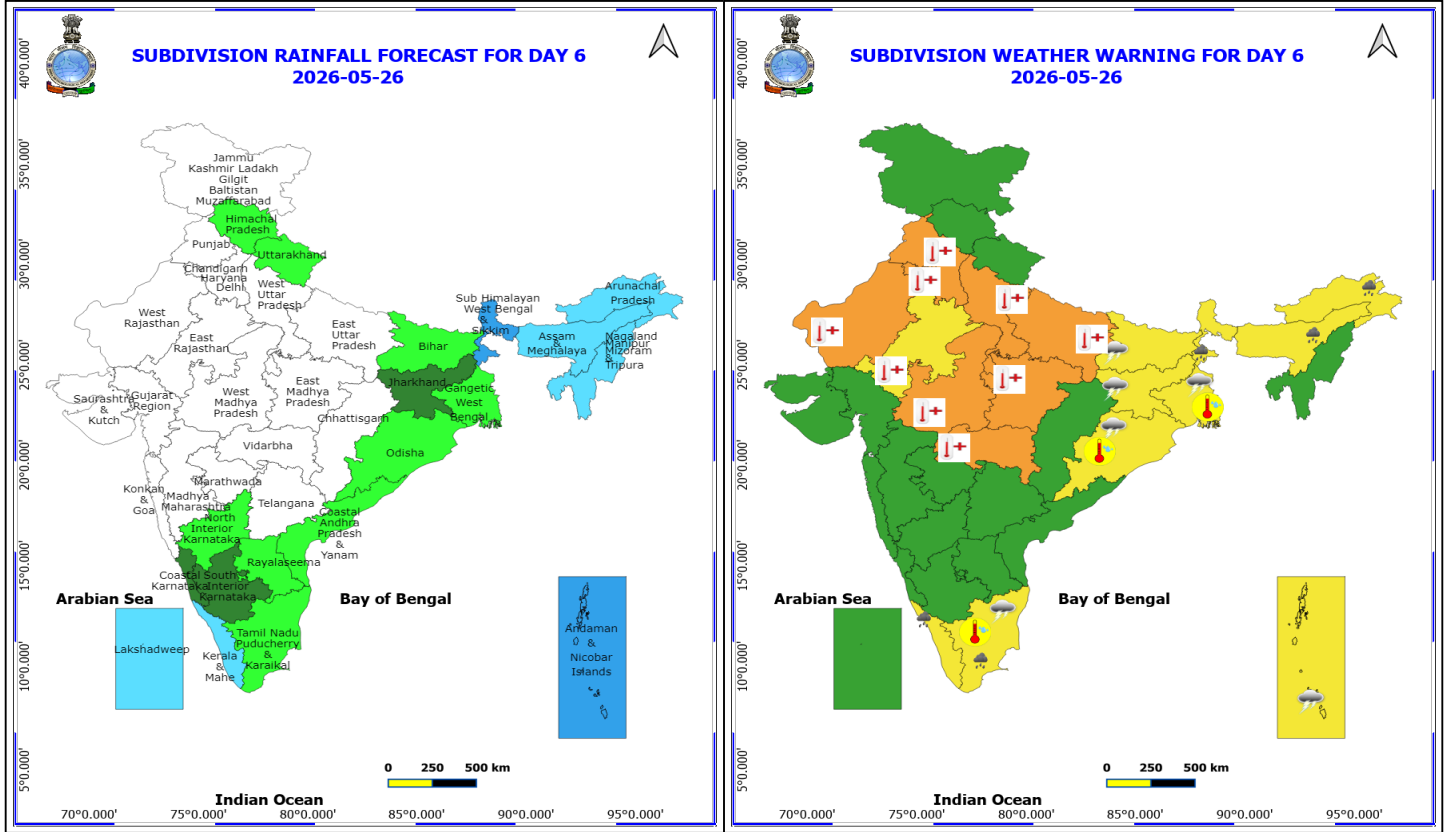 SUBDIVISION RAINFALL FORECAST FOR DAY 6
2026-05-26
40°0.000'
35°0.000'
30°0.000'
25°0.000'
20°0.000'
15°0.000'
10°0.000'
5°0.000'
Jammu
Kashmir Ladakh
Gilgit
Baltistan
Muzaffarabad
Himachal
Pradesh
Punjab
Uttarakhand
Chandigarh
Haryana
Delhi
West
Uttar
Pradesh
West
Rajasthan
East
Rajasthan
East
Uttar
Pradesh
Sub Himalayan
West Bengal
&
Sikkim
Arunachal
Pradesh
Assam
&
Meghalaya
Nagaland
Manipur
Mizoram
&
Tripura
Bihar
Jharkhand
Gangetic
West
Bengal
Saurashtra
&
Kutch
Gujarat
Region
West
Madhya
Pradesh
East
Madhya
Pradesh
Chhattisgarh
Vidarbha
Odisha
Konkan
&
Goa
Madhya
Maharashtra
Marathwada
Telangana
North
Interior
Karnataka
Coastal
Andhra
Pradesh
&
Yanam
Rayalaseema
Coastal
Karnataka
South
Interior
Karnataka
Arabian Sea
Bay of Bengal
Lakshadweep
Kerala
&
Mahe
Tamil Nadu
Puducherry
&
Karaikal
Andaman
&
Nicobar
Islands
0 250 500 km
Indian Ocean
70°0.000' 75°0.000' 80°0.000' 85°0.000' 90°0.000' 95°0.000'
SUBDIVISION WEATHER WARNING FOR DAY 6
2026-05-26
40°0.000'
35°0.000'
30°0.000'
25°0.000'
20°0.000'
15°0.000'
10°0.000'
5°0.000'
Arabian Sea
Bay of Bengal
0 250 500 km
Indian Ocean
70°0.000' 75°0.000' 80°0.000' 85°0.000' 90°0.000' 95°0.000'